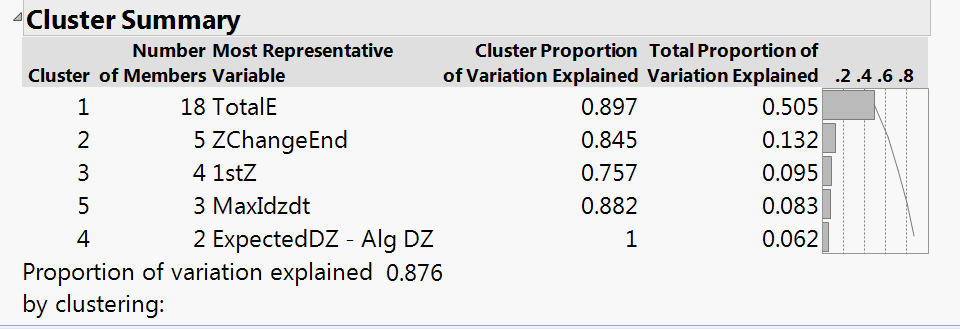 Cluster Summary
Number Most Representative Cluster Proportion Total Proportion of
Cluster of Members Variable of Variation Explained Variation Explained .2 .4 .6 .8
1 18 TotalE 0.897 0.505
2 5 ZChangeEnd 0.845 0.132
3 4 1stZ 0.757 0.095
5 3 MaxIdzdt 0.882 0.083
4 2 ExpectedDZ - Alg DZ 1 0.062
Proportion of variation explained 0.876
by clustering: